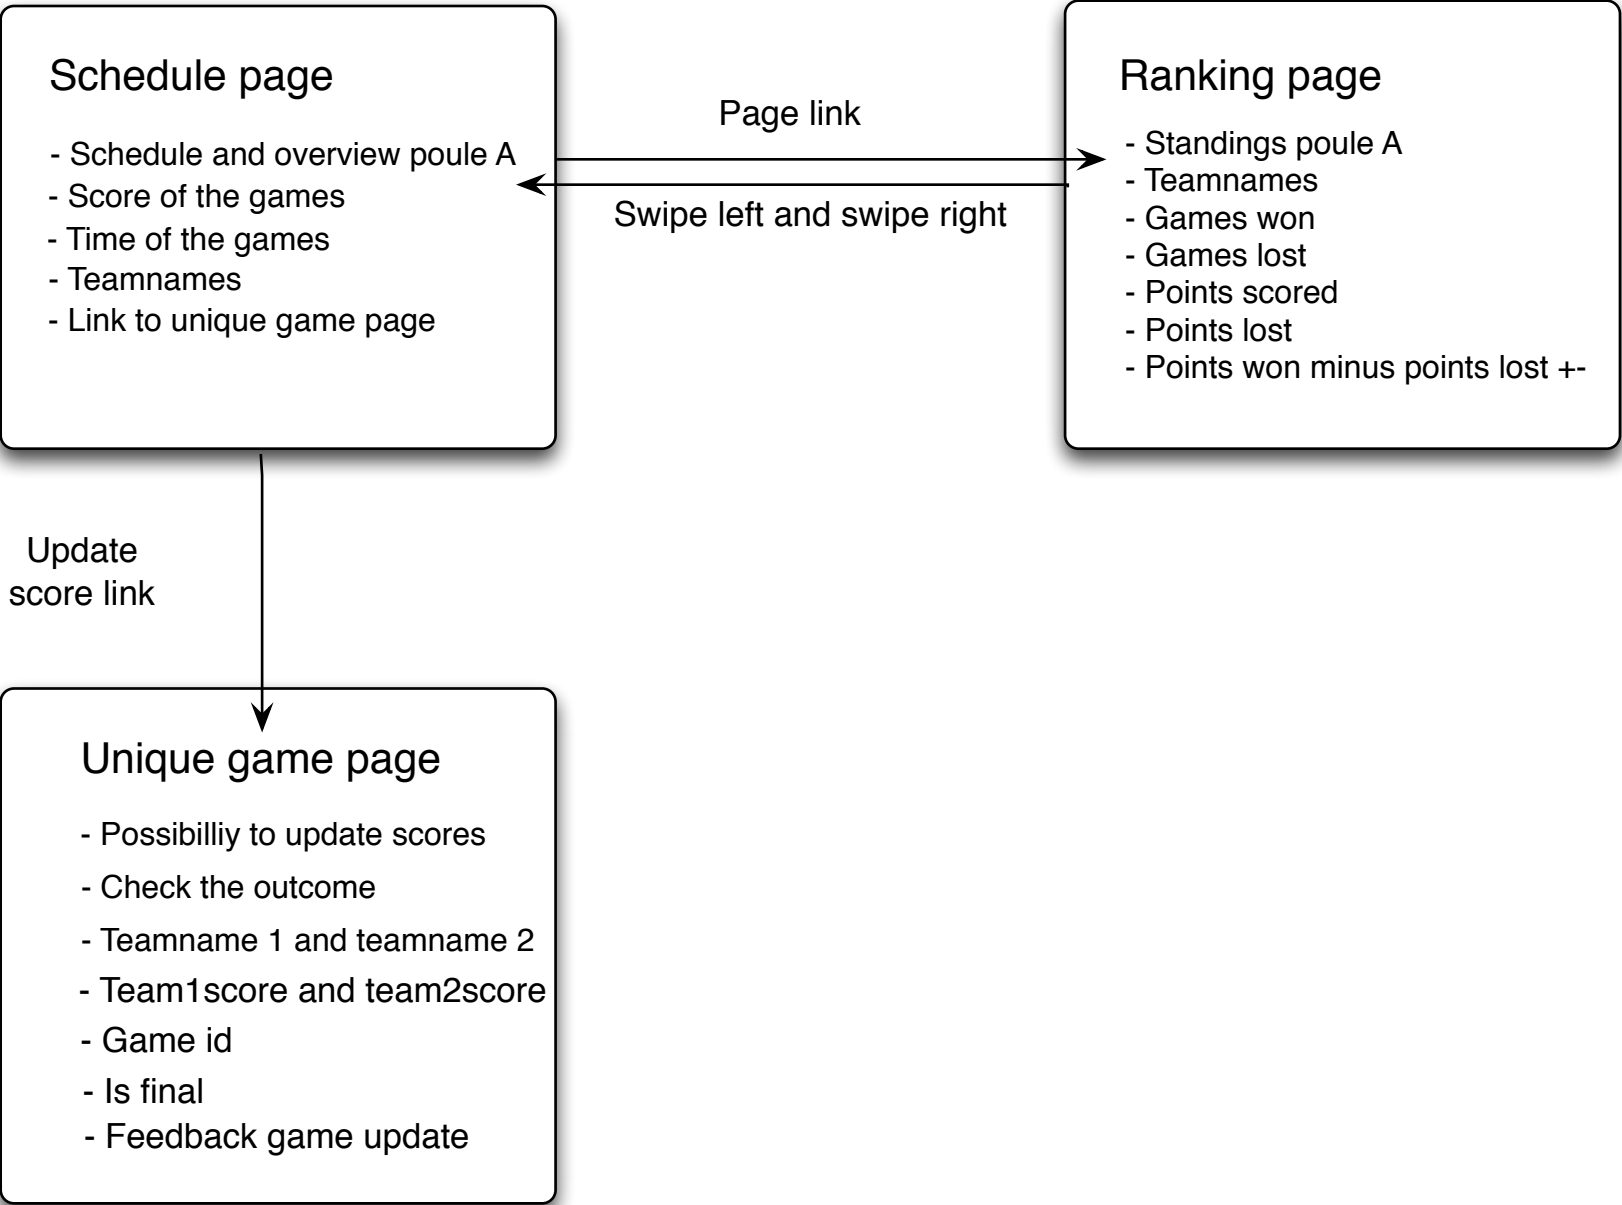 Schedule page
- Schedule and overview poule A
- Score of the games
- Time of the games
- Teamnames
- Link to unique game page
Page link
Swipe left and swipe right
Ranking page
- Standings poule A
- Teamnames
- Games won
- Games lost
- Points scored
- Points lost
- Points won minus points lost +-
Update
score link
Unique game page
- Possibilliy to update scores
- Check the outcome
- Teamname 1 and teamname 2
- Team1score and team2score
- Game id
- Is final
- Feedback game update